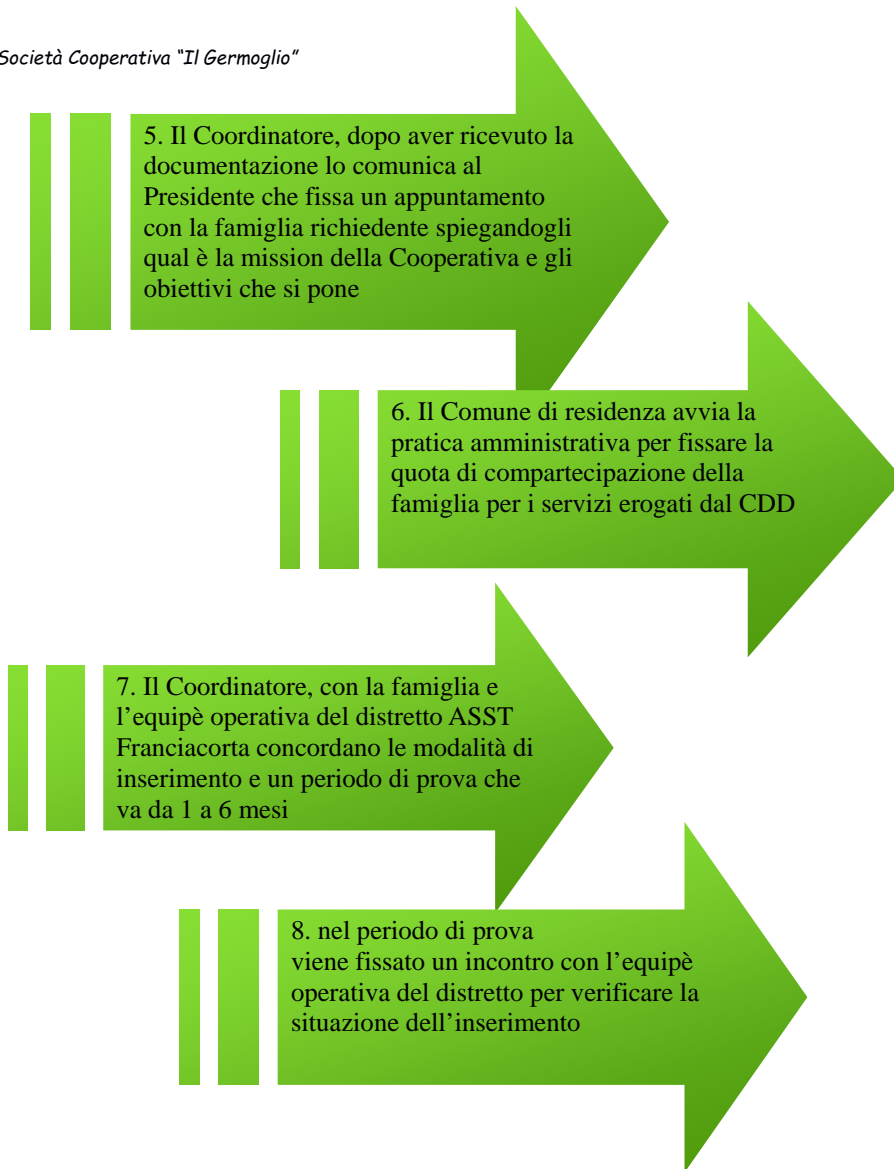 Società Cooperativa "Il Germoglio"
5. Il Coordinatore, dopo aver ricevuto la
documentazione lo comunica al
Presidente che fissa un appuntamento
con la famiglia richiedente spiegandogli
qual è la mission della Cooperativa e gli
obiettivi che si pone
6. Il Comune di residenza avvia la
pratica amministrativa per fissare la
quota di compartecipazione della
famiglia per i servizi erogati dal CDD
7. Il Coordinatore, con la famiglia e
l’equipè operativa del distretto ASST
Franciacorta concordano le modalità di
inserimento e un periodo di prova che
va da 1 a 6 mesi
8. nel periodo di prova
viene fissato un incontro con l’equipè
operativa del distretto per verificare la
situazione dell’inserimento